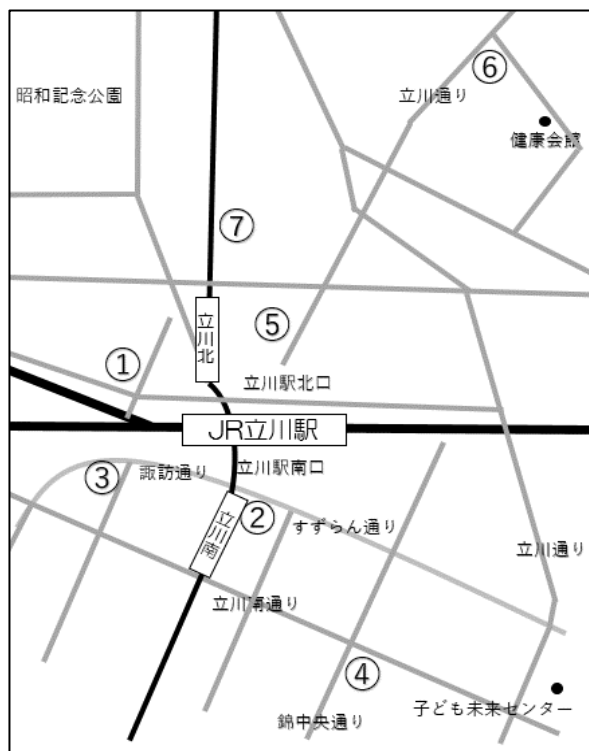 ⑥
立川通り
昭和記念公園
健康会館
⑦
⑤
立川北
①
立川駅北口
JR立川駅
③
諏訪通り
立川駅南口
②
すずらん通り
立川南
立川通り
立川南通り
④
子ども未来センター
錦中央通り